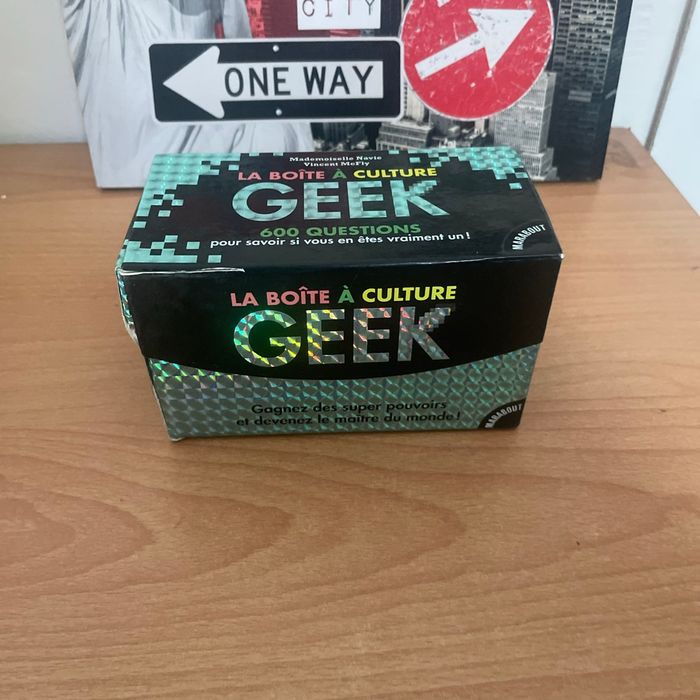 CITY
ONE WAY
Mademoiselle Navie
Vincent McFly
LA BOÎTE À CULTURE
GEEK
600 QUESTIONS
pour savoir si vous en êtes vraiment un !
MARABOUT
LA BOÎTE À CULTURE
GEEK
Gagnez des super pouvoirs
et devenez le maître du monde !
MARABOUT